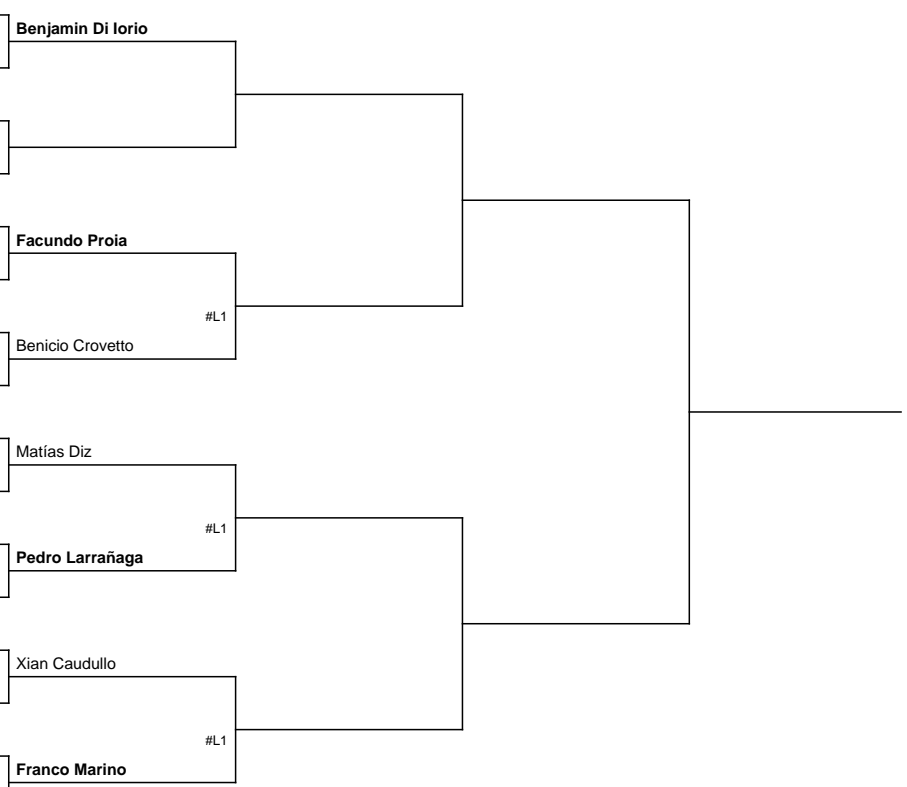 Benjamin Di Iorio
Facundo Proia
#L1
Benicio Crovetto
Matías Diz
#L1
Pedro Larrañaga
Xian Caudullo
#L1
Franco Marino